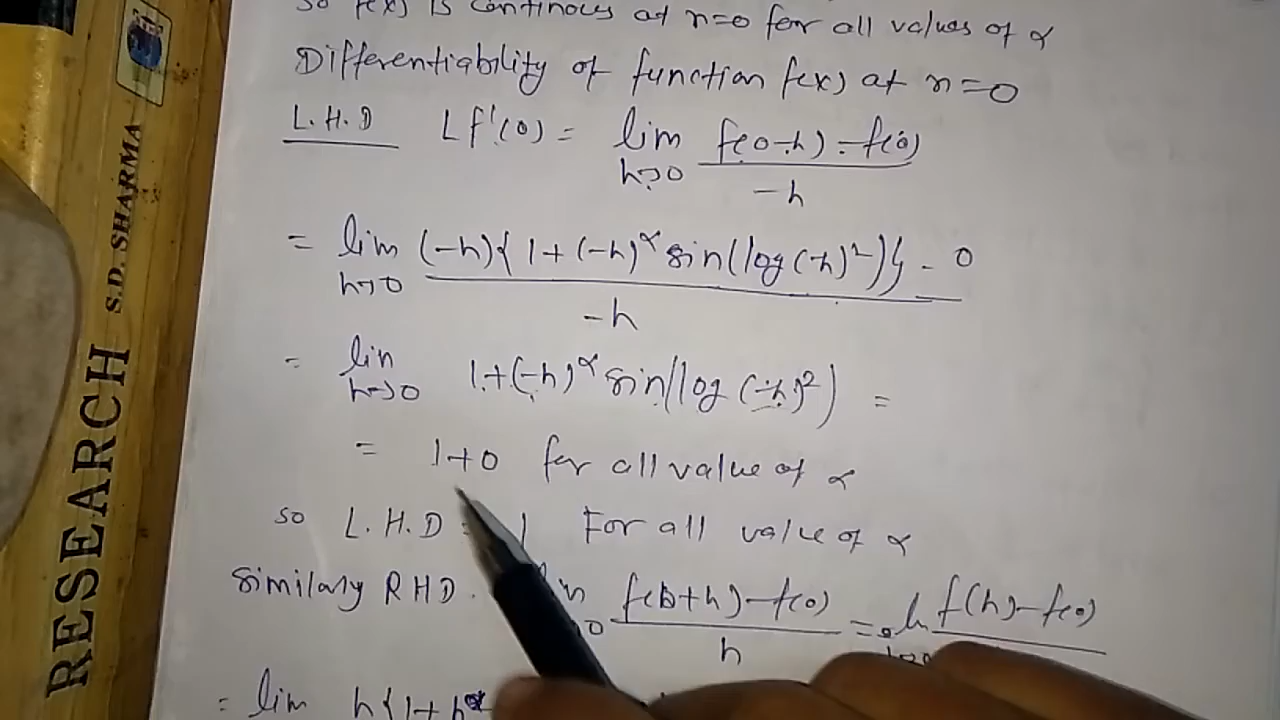 so f(x) is continous at x=0 for all values of α
Differentiability of function f(x) at x=0
L.H.D Lf'(0) = lim h→0 f(0-h)-f(0) / -h
= lim h→0 (-h){1+(-h)^α sin(log(-h)²)} - 0 / -h
= lim h→0 1+(-h)^α sin(log(-h)²) =
= 1+0 for all value of α
so L.H.D = 1 For all value of α
Similary RHD. f(0+h)-f(0) / h = f(h)-f(0)
= lim h{1+h^α
RESEARCH S.D. SHARMA